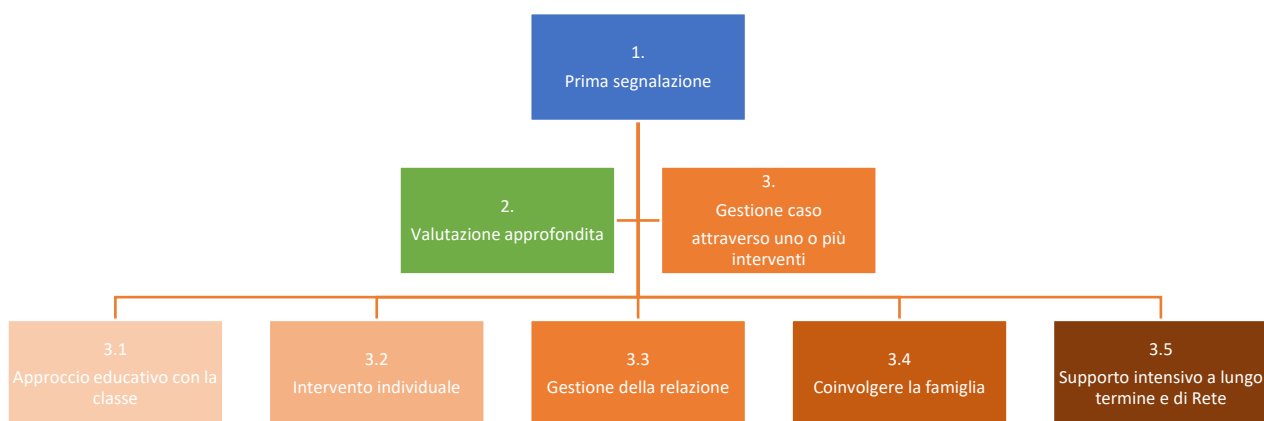 1.
Prima segnalazione
2.
Valutazione approfondita
3.
Gestione caso
attraverso uno o più
interventi
3.1
Approccio educativo con la
classe
3.2
Intervento individuale
3.3
Gestione della relazione
3.4
Coinvolgere la famiglia
3.5
Supporto intensivo a lungo
termine e di Rete